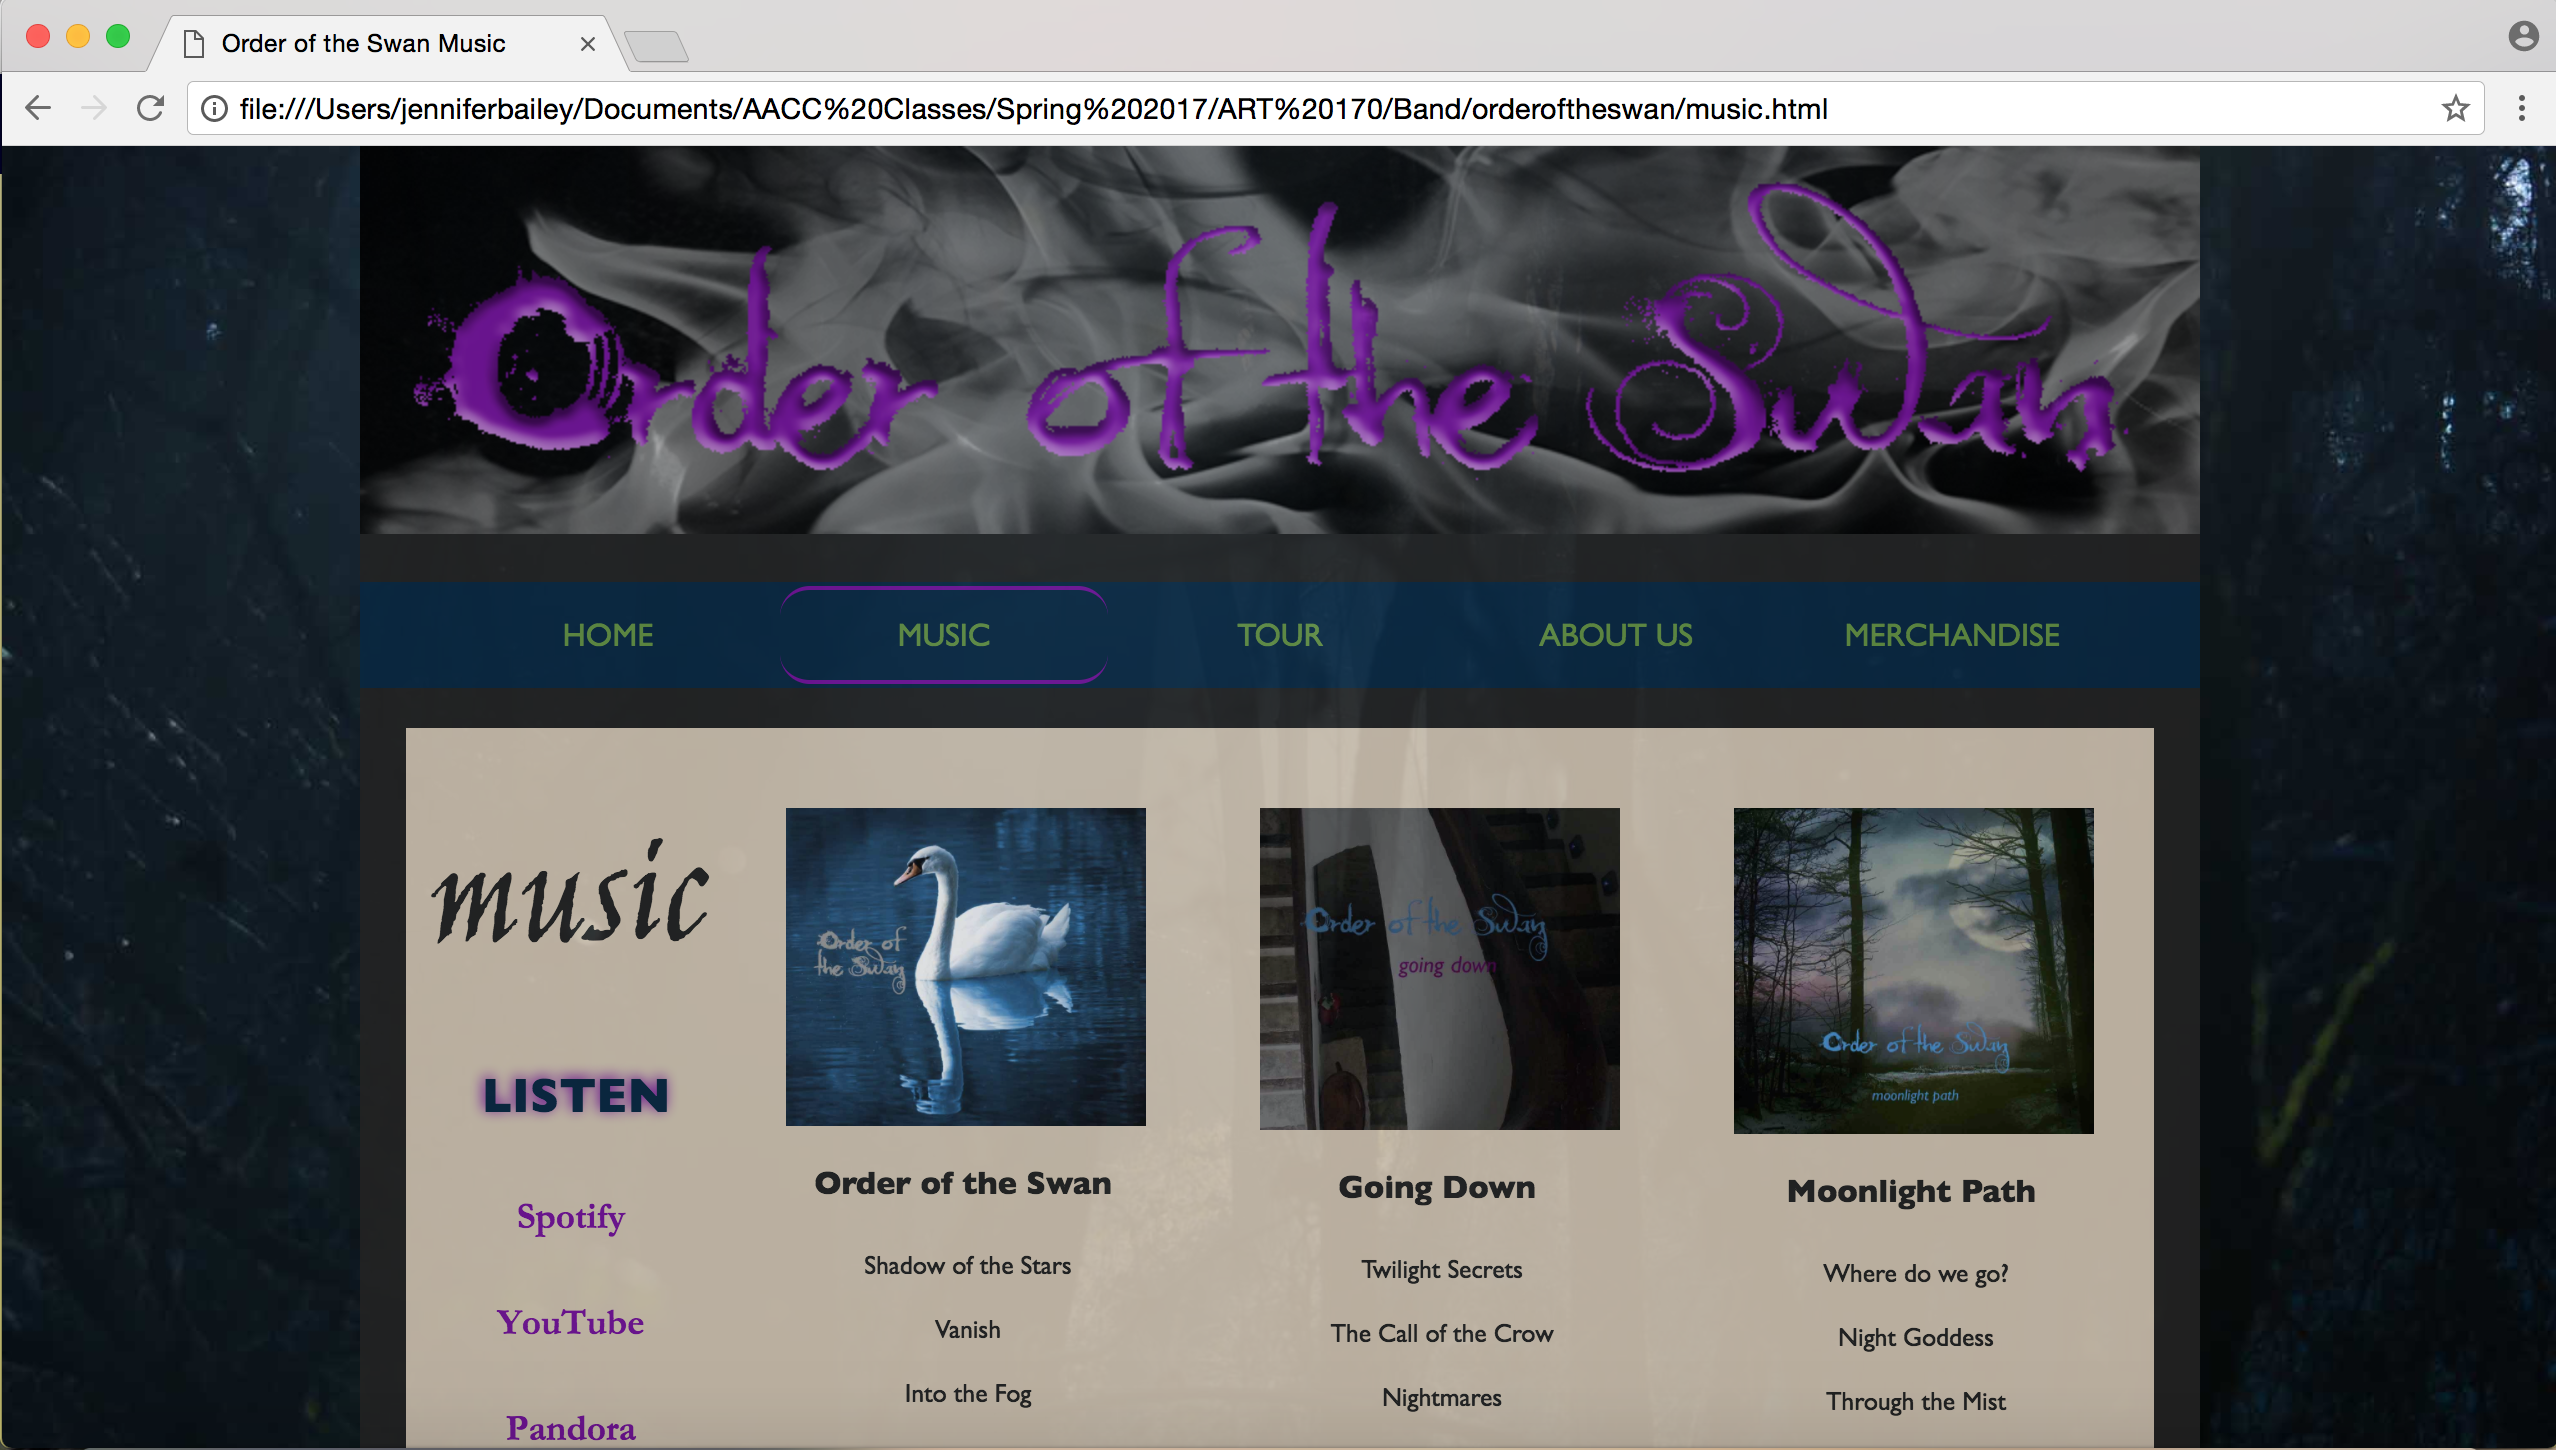 Order of the Swan Music
file:///Users/jenniferbailey/Documents/AACC%20Classes/Spring%202017/ART%20170/Band/orderoftheswan/music.html
Order of the Swan
HOME MUSIC TOUR ABOUT US MERCHANDISE
music
LISTEN
Spotify
YouTube
Pandora
Order of
the Swan
Order of the Swan
Shadow of the Stars
Vanish
Into the Fog
Order of the Swan
going down
Going Down
Twilight Secrets
The Call of the Crow
Nightmares
Order of the Swan
moonlight path
Moonlight Path
Where do we go?
Night Goddess
Through the Mist